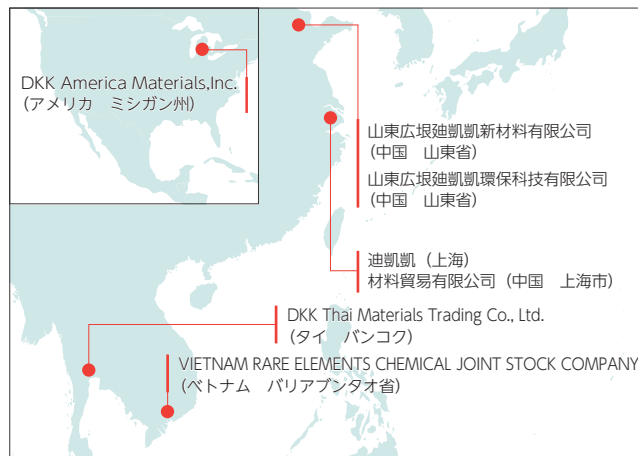 DKK America Materials,Inc.
（アメリカ　ミシガン州）
山東広垠廸凱凱新材料有限公司
（中国　山東省）
山東広垠廸凱凱環保科技有限公司
（中国　山東省）
迪凱凱（上海）
材料貿易有限公司（中国　上海市）
DKK Thai Materials Trading Co., Ltd.
（タイ　バンコク）
VIETNAM RARE ELEMENTS CHEMICAL JOINT STOCK COMPANY
（ベトナム　バリアブンタオ省）